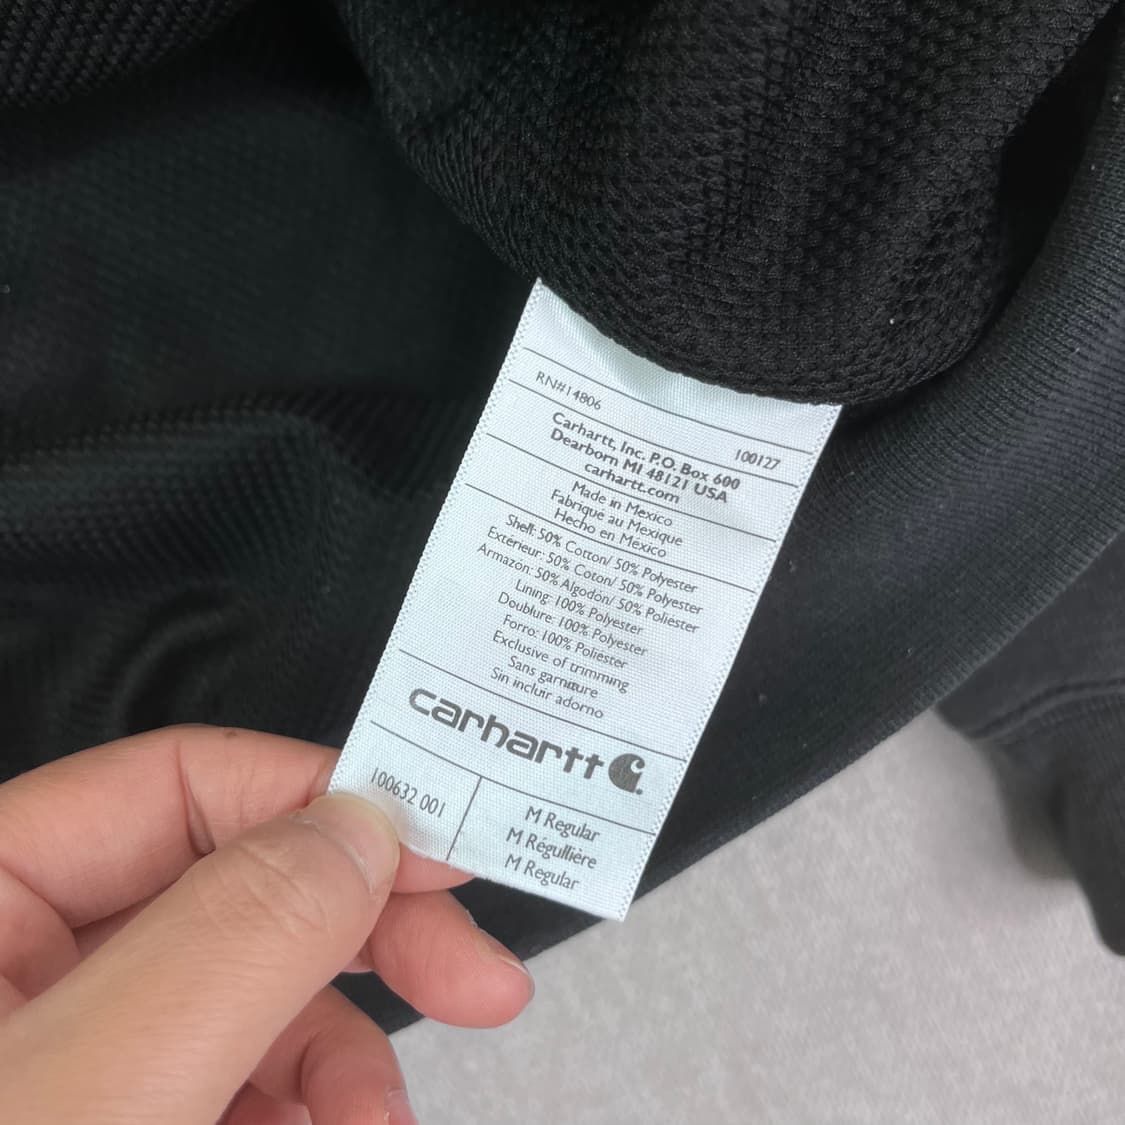 RN#14806
100127
Carhartt, Inc. P.O. Box 600
Dearborn MI 48121 USA
carhartt.com
Made in Mexico
Fabriqué au Mexique
Hecho en México
Shell: 50% Cotton/ 50% Polyester
Extérieur: 50% Coton/ 50% Polyester
Armazón: 50% Algodón/ 50% Poliester
Lining: 100% Polyester
Doublure: 100% Polyester
Forro: 100% Poliéster
Exclusive of trimming
Sans garniture
Sin incluir adorno
carhartt
100632 001
M Regular
M Régullière
M Regular